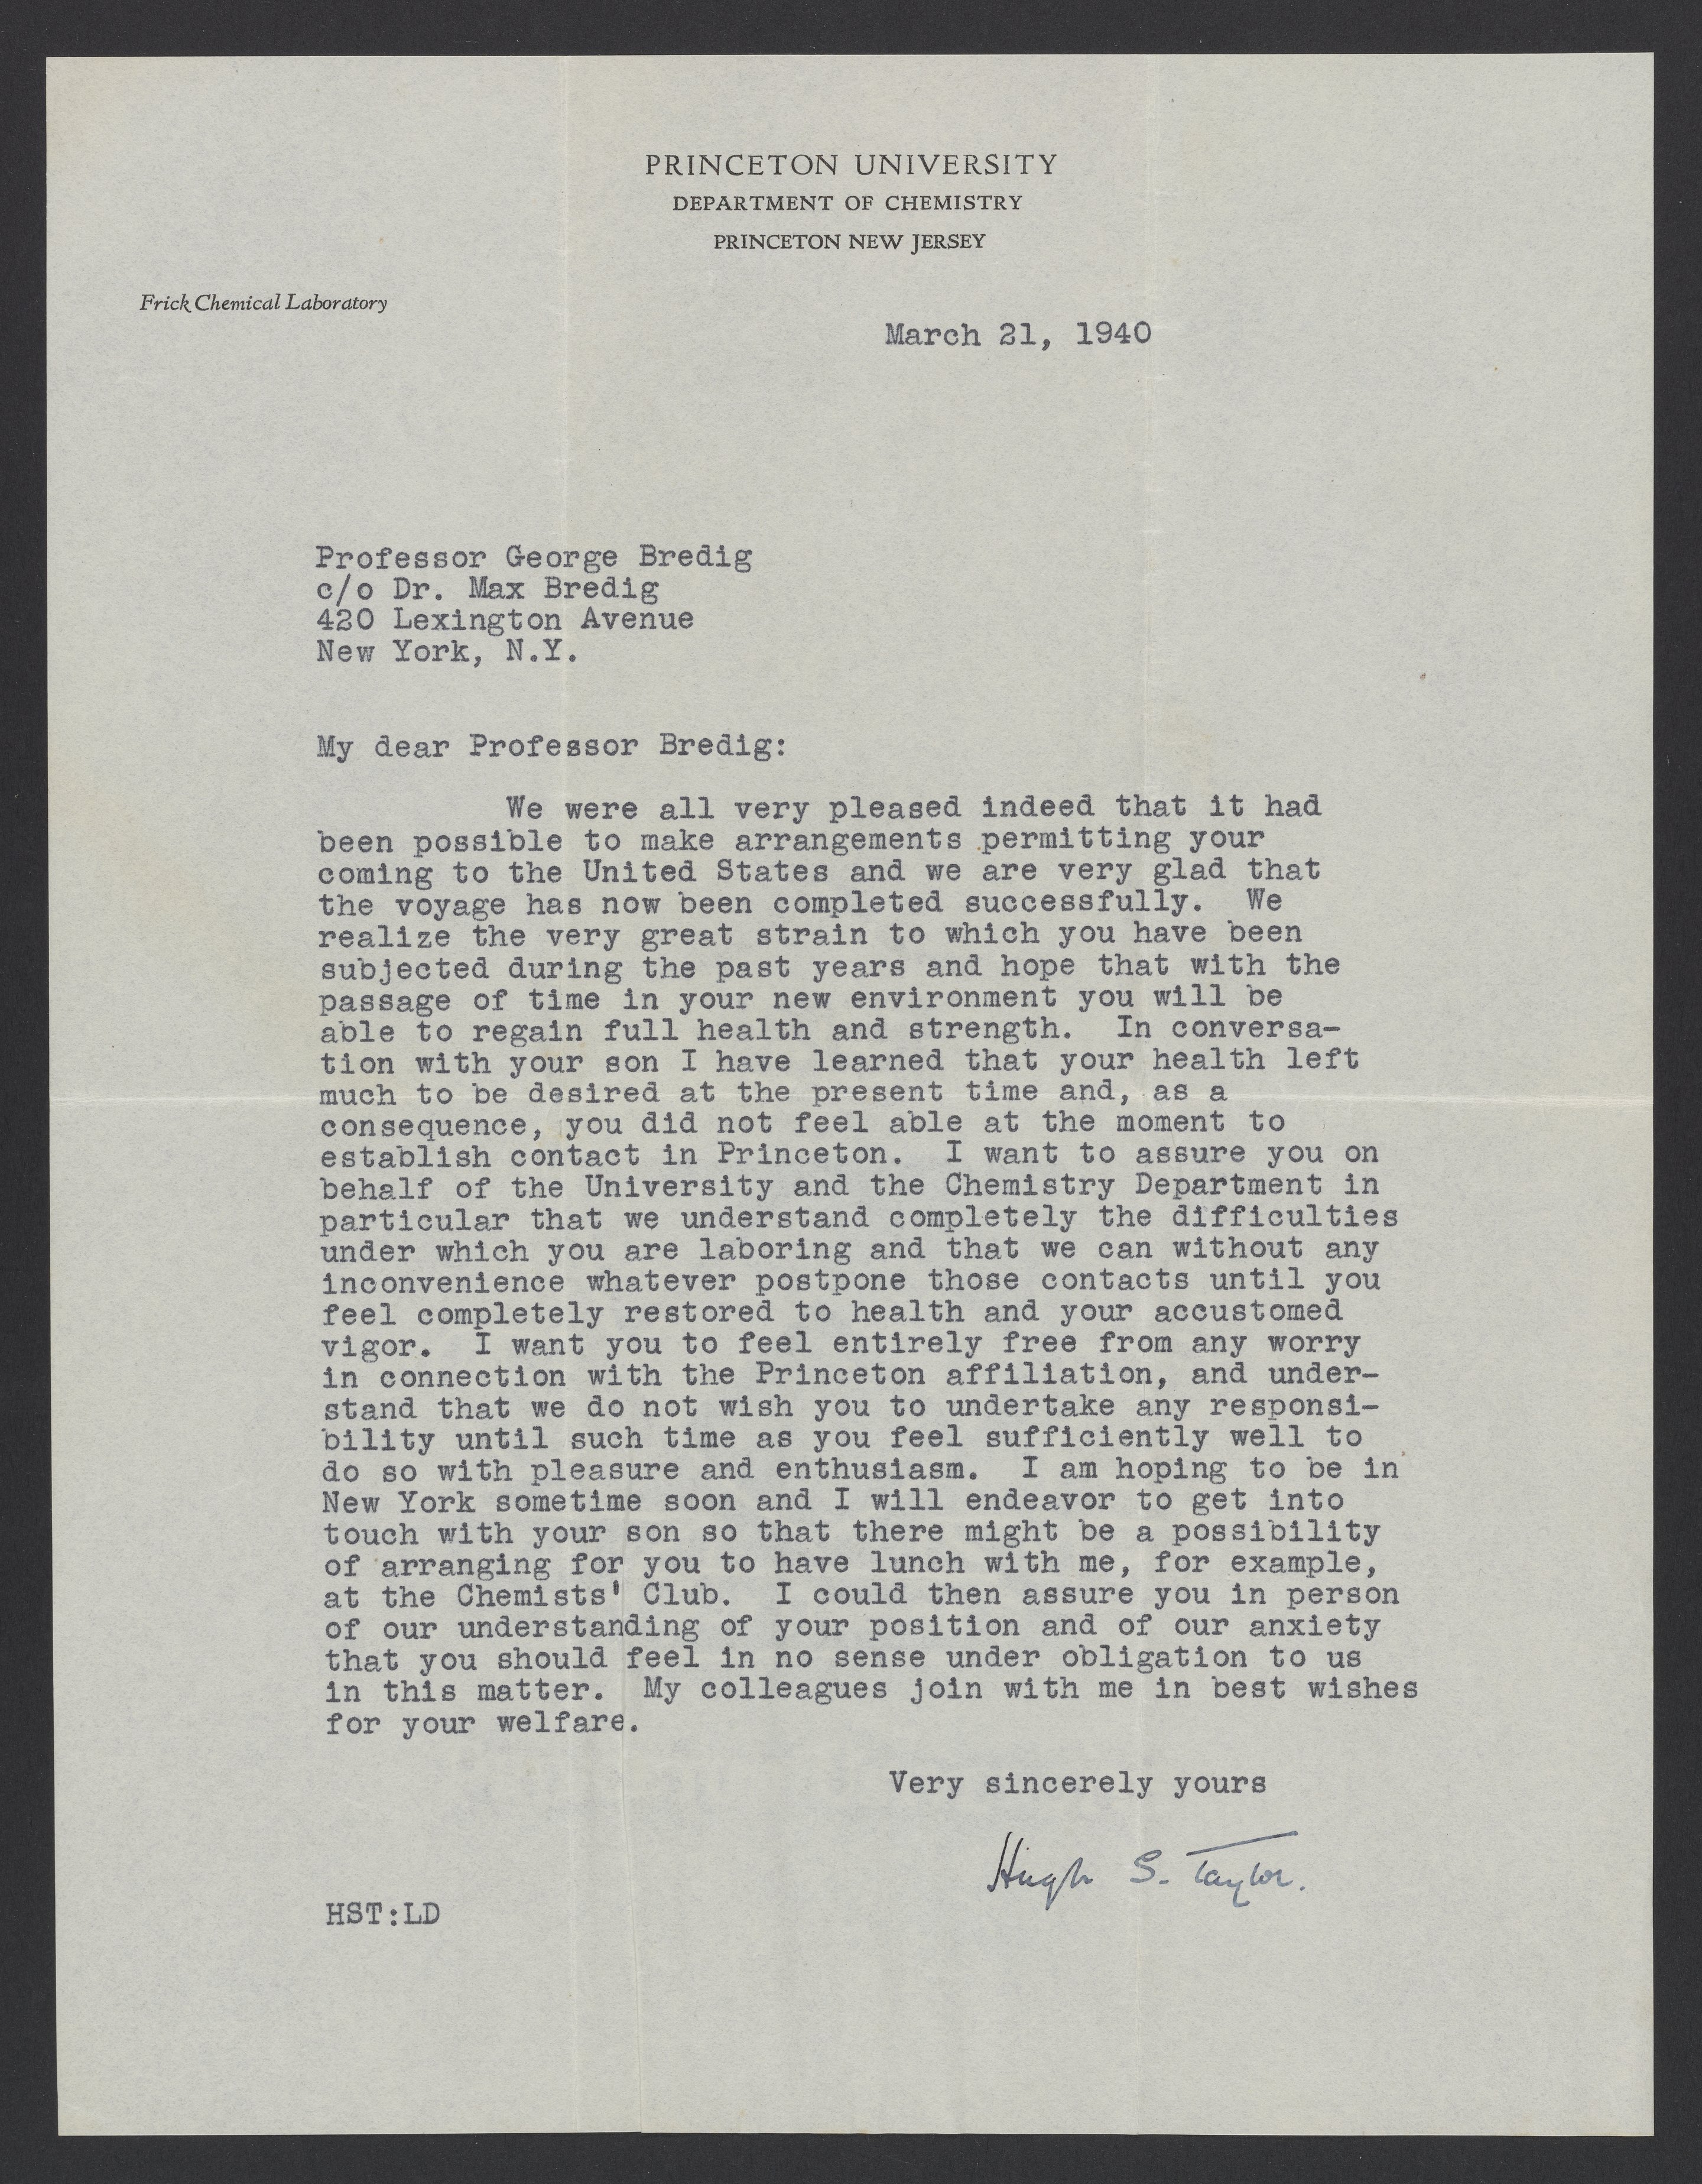 PRINCETON UNIVERSITY
DEPARTMENT OF CHEMISTRY
PRINCETON NEW JERSEY
Frick Chemical Laboratory
March 21, 1940
Professor George Bredig
c/o Dr. Max Bredig
420 Lexington Avenue
New York, N.Y.
My dear Professor Bredig:
We were all very pleased indeed that it had
been possible to make arrangements permitting your
coming to the United States and we are very glad that
the voyage has now been completed successfully. We
realize the very great strain to which you have been
subjected during the past years and hope that with the
passage of time in your new environment you will be
able to regain full health and strength. In conversa-
tion with your son I have learned that your health left
much to be desired at the present time and, as a
consequence, you did not feel able at the moment to
establish contact in Princeton. I want to assure you on
behalf of the University and the Chemistry Department in
particular that we understand completely the difficulties
under which you are laboring and that we can without any
inconvenience whatever postpone those contacts until you
feel completely restored to health and your accustomed
vigor. I want you to feel entirely free from any worry
in connection with the Princeton affiliation, and under-
stand that we do not wish you to undertake any responsi-
bility until such time as you feel sufficiently well to
do so with pleasure and enthusiasm. I am hoping to be in
New York sometime soon and I will endeavor to get into
touch with your son so that there might be a possibility
of arranging for you to have lunch with me, for example,
at the Chemists' Club. I could then assure you in person
of our understanding of your position and of our anxiety
that you should feel in no sense under obligation to us
in this matter. My colleagues join with me in best wishes
for your welfare.
Very sincerely yours
Hugh S. Taylor.
HST:LD